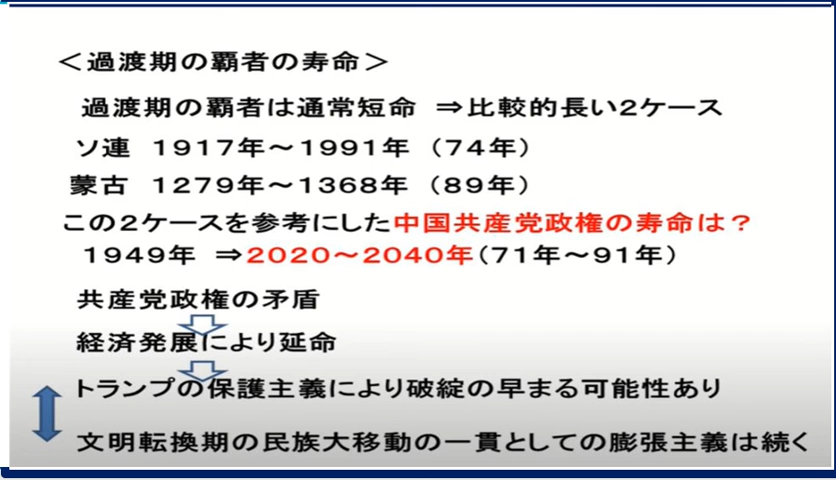 ＜過渡期の覇者の寿命＞
過渡期の覇者は通常短命　⇒比較的長い２ケース
ソ連　１９１７年～１９９１年　（７４年）
蒙古　１２７９年～１３６８年　（８９年）
この２ケースを参考にした中国共産党政権の寿命は？
１９４９年　⇒２０２０～２０４０年（７１年～９１年）
共産党政権の矛盾
経済発展により延命
トランプの保護主義により破綻の早まる可能性あり
文明転換期の民族大移動の一貫としての膨張主義は続く